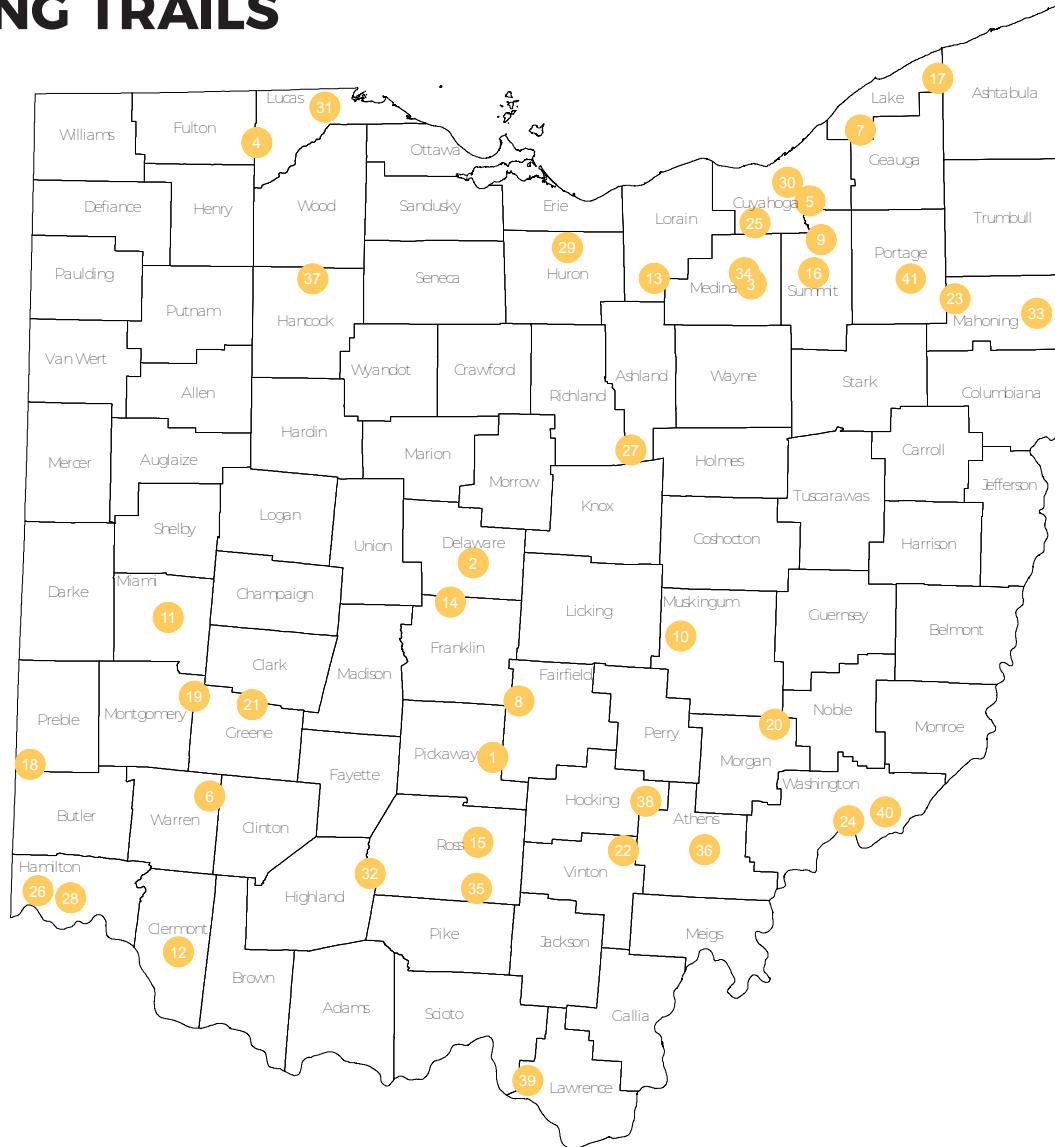 NG TRAILS
17
Lake
Ashtabula
Lucas
31
Williams
Fulton
4
7
Ottawa
Geauga
30
Defiance
Henry
Wood
Sandusky
Erie
Cuyahoga
5
Lorain
25
Trumbull
9
29
Portage
Paulding
37
Seneca
Huron
13
34
Medina
3
16
Summit
41
23
Mahoning
33
Putnam
Hancock
Van Wert
Wyandot
Crawford
Ashland
Wayne
Stark
Allen
Richland
Columbiana
Hardin
27
Carroll
Mercer
Auglaize
Marion
Holmes
Morrow
Jefferson
Knox
Tuscarawas
Logan
Shelby
Union
Delaware
Coshocton
Harrison
2
Miami
Darke
Champaign
14
Licking
Muskingum
Guernsey
11
10
Belmont
Franklin
Clark
Madison
Fairfield
19
21
8
Preble
Montgomery
Greene
Noble
20
Monroe
Perry
18
Pickaway
1
Morgan
Fayette
Washington
6
Hocking
38
Butler
Warren
Clinton
Athens
24
40
Ross
15
22
36
Hamilton
32
Vinton
26
28
Highland
35
Clermont
Pike
Jackson
Meigs
12
Brown
Adams
Scioto
Gallia
39
Lawrence